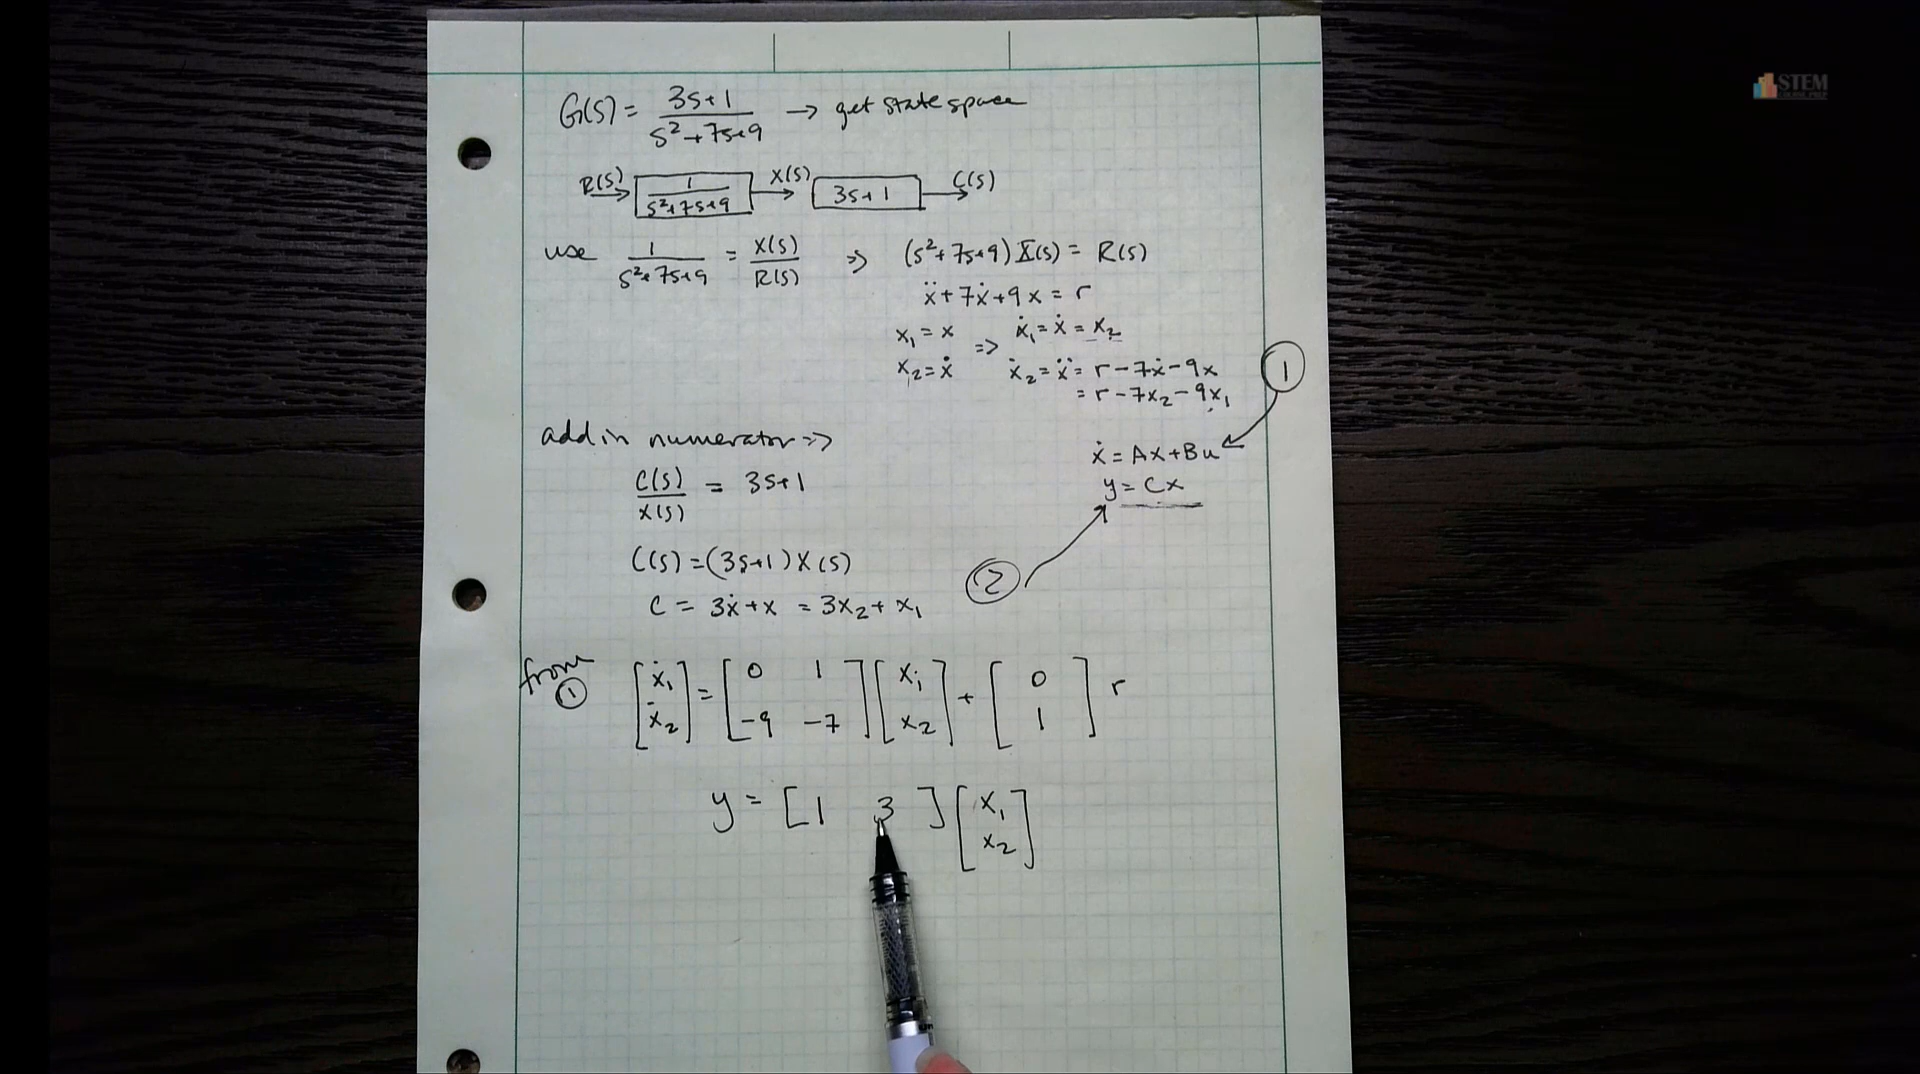 STEM
G(s) = 3s+1 / s²+7s+9 → get state space
R(s) → 1 / s²+7s+9 → X(s) → 3s+1 → C(s)
use 1 / s²+7s+9 = X(s) / R(s) ⇒ (s²+7s+9) X(s) = R(s)
ẍ + 7ẋ + 9x = r
x₁ = x ⇒ ẋ₁ = ẋ = x₂
x₂ = ẋ ẋ₂ = ẍ = r - 7ẋ - 9x
= r - 7x₂ - 9x₁
①
add in numerator ⇒
C(s) / X(s) = 3s+1
ẋ = Ax + Bu
y = Cx
C(s) = (3s+1) X(s)
②
C = 3ẋ + x = 3x₂ + x₁
from ① [ẋ₁ ẋ₂] = [0 1 -9 -7] [x₁ x₂] + [0 1] r
y = [1 3] [x₁ x₂]